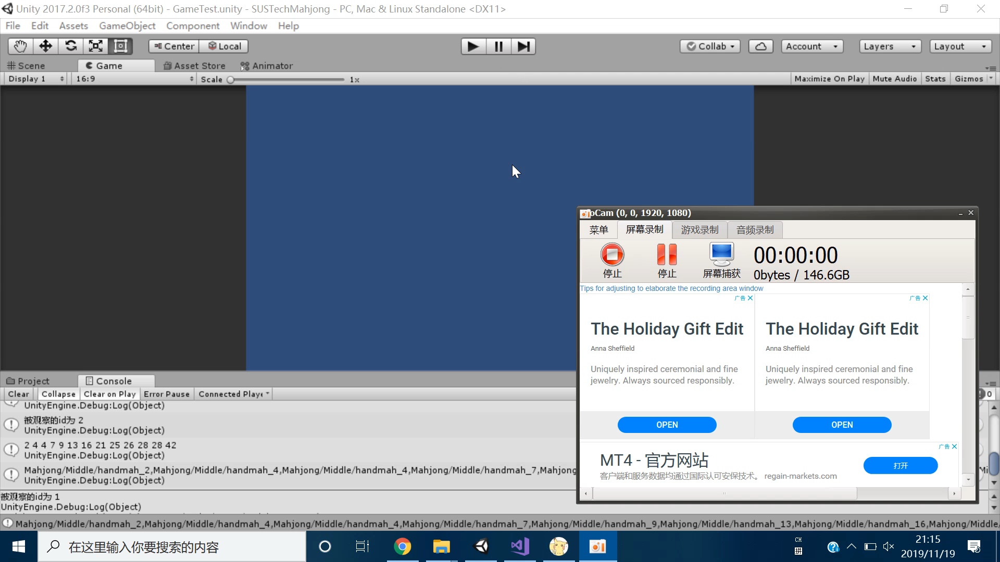 Unity 2017.2.0f3 Personal (64bit) - GameTest.unity - SUSTechMahjong - PC, Mac & Linux Standalone <DX11>
File Edit Assets GameObject Component Window Help
Center Local Collab Account Layers Layout
Scene Game Asset Store Animator
Display 1 16:9 Scale 1x Maximize On Play Mute Audio Stats Gizmos
oCam (0, 0, 1920, 1080)
菜单 屏幕录制 游戏录制 音频录制
00:00:00
停止 停止 屏幕捕获 0bytes / 146.6GB
Tips for adjusting to elaborate the recording area window
广告 广告
The Holiday Gift Edit The Holiday Gift Edit
Anna Sheffield Anna Sheffield
Uniquely inspired ceremonial and fine Uniquely inspired ceremonial and fine
jewelry. Always sourced responsibly. jewelry. Always sourced responsibly.
OPEN OPEN
广告
MT4 - 官方网站
客户端和服务数据均通过国际认可安保技术。 regain-markets.com
打开
Project Console
Clear Collapse Clear on Play Error Pause Connected Playe 0
UnityEngine.Debug:Log(Object)
被观察的id为 2
UnityEngine.Debug:Log(Object)
2 4 4 7 9 13 16 21 25 26 28 28 42
UnityEngine.Debug:Log(Object)
Mahjong/Middle/handmah_2,Mahjong/Middle/handmah_4,Mahjong/Middle/handmah_4,Mahjong/Middle/handmah_7,Mahjong Mi
UnityEngine.Debug:Log(Object)
被观察的id为 1
UnityEngine.Debug:Log(Object)
Mahjong/Middle/handmah_2,Mahjong/Middle/handmah_4,Mahjong/Middle/handmah_4,Mahjong/Middle/handmah_7,Mahjong/Middle/handmah_9,Mahjong/Middle/handmah_13,Mahjong/Middle/handmah_16,Mahjong/Middle/
在这里输入你要搜索的内容
CH
拼
21:15
2019/11/19